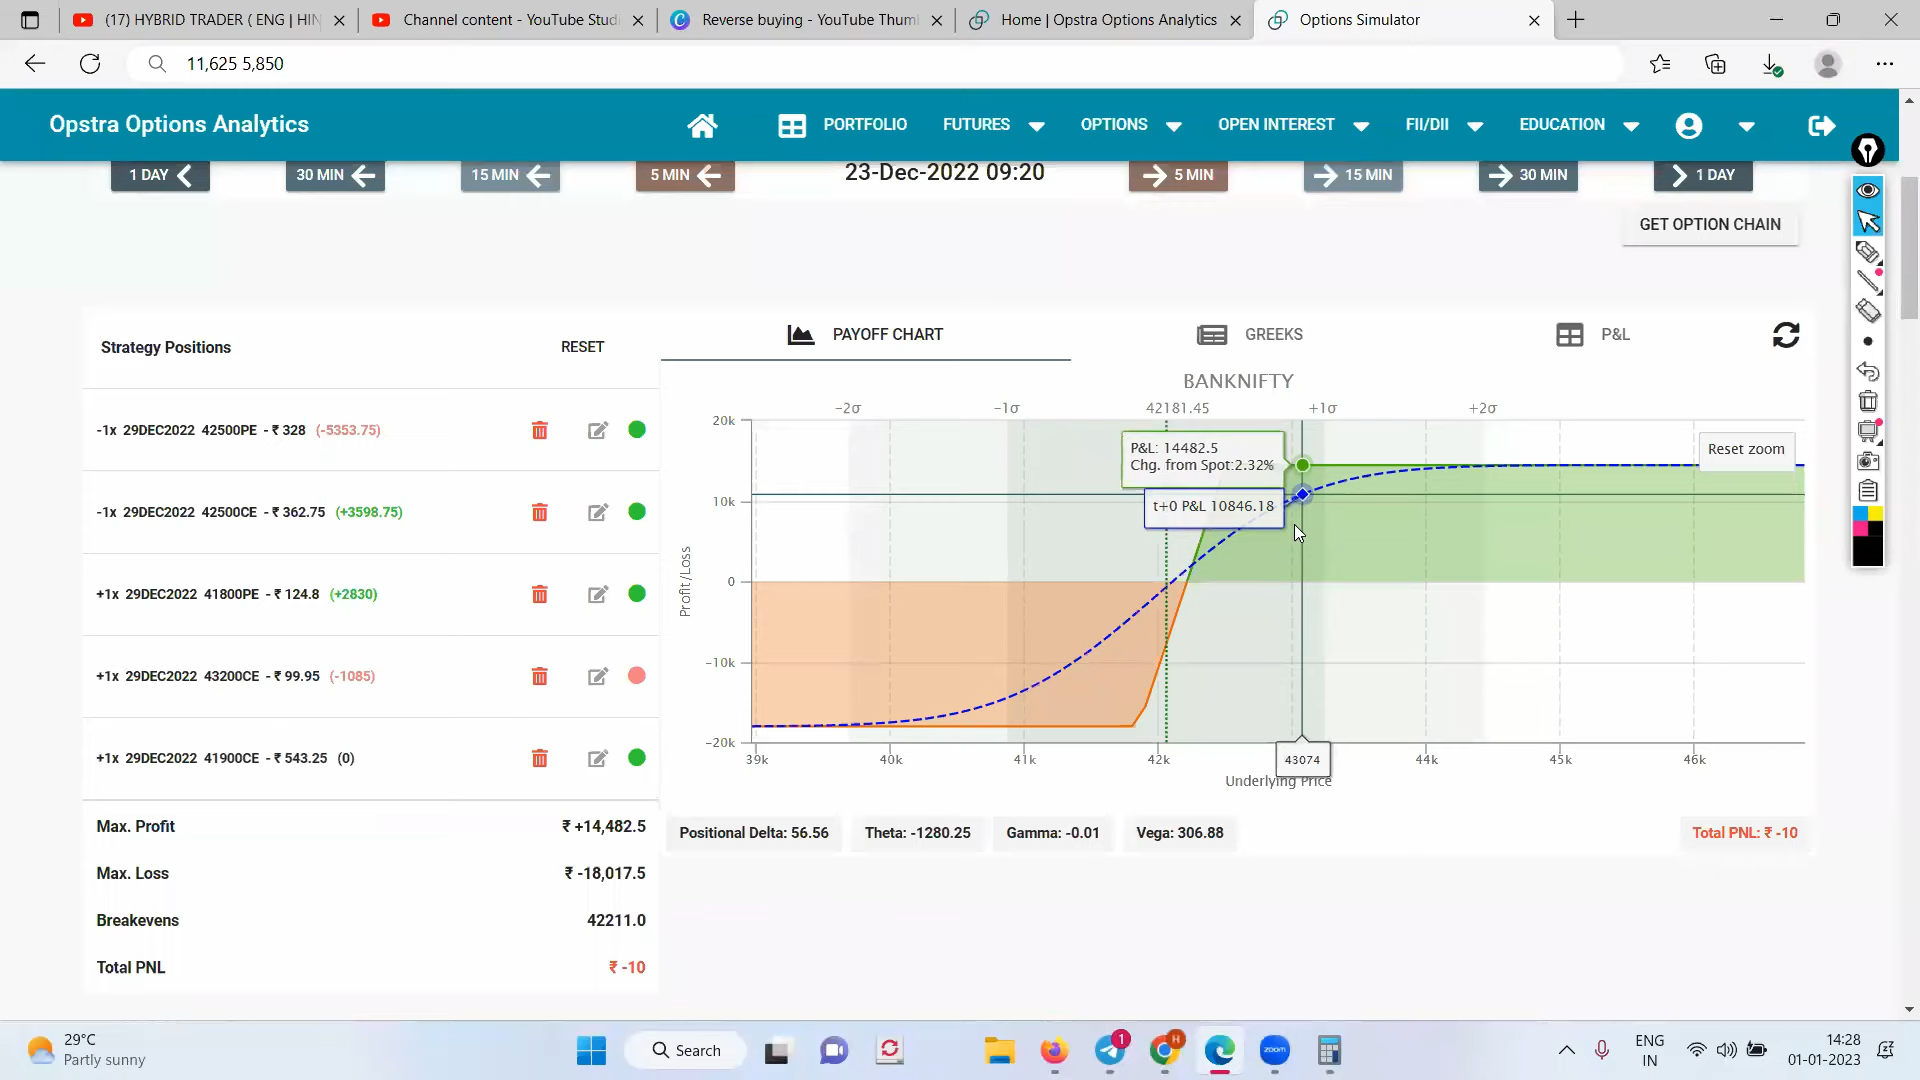 (17) HYBRID TRADER ( ENG | HIN
Channel content - YouTube Studi
Reverse buying - YouTube Thum
Home | Opstra Options Analytics
Options Simulator
11,625 5,850
Opstra Options Analytics
PORTFOLIO
FUTURES
OPTIONS
OPEN INTEREST
FII/DII
EDUCATION
1 DAY
30 MIN
15 MIN
5 MIN
23-Dec-2022 09:20
5 MIN
15 MIN
30 MIN
1 DAY
GET OPTION CHAIN
Strategy Positions
RESET
PAYOFF CHART
GREEKS
P&L
-1x 29DEC2022 42500PE - ₹ 328 (-5353.75)
-1x 29DEC2022 42500CE - ₹ 362.75 (+3598.75)
+1x 29DEC2022 41800PE - ₹ 124.8 (+2830)
+1x 29DEC2022 43200CE - ₹ 99.95 (-1085)
+1x 29DEC2022 41900CE - ₹ 543.25 (0)
Max. Profit ₹ +14,482.5
Max. Loss ₹ -18,017.5
Breakevens 42211.0
Total PNL ₹ -10
BANKNIFTY
-2σ -1σ 42181.45 +1σ +2σ
20k
10k
0
-10k
-20k
Profit/Loss
P&L: 14482.5
Chg. from Spot:2.32%
t+0 P&L 10846.18
Reset zoom
39k 40k 41k 42k 43074 44k 45k 46k
Underlying Price
Positional Delta: 56.56
Theta: -1280.25
Gamma: -0.01
Vega: 306.88
Total PNL: ₹ -10
29°C
Partly sunny
Search
1
H
zoom
ENG
IN
14:28
01-01-2023